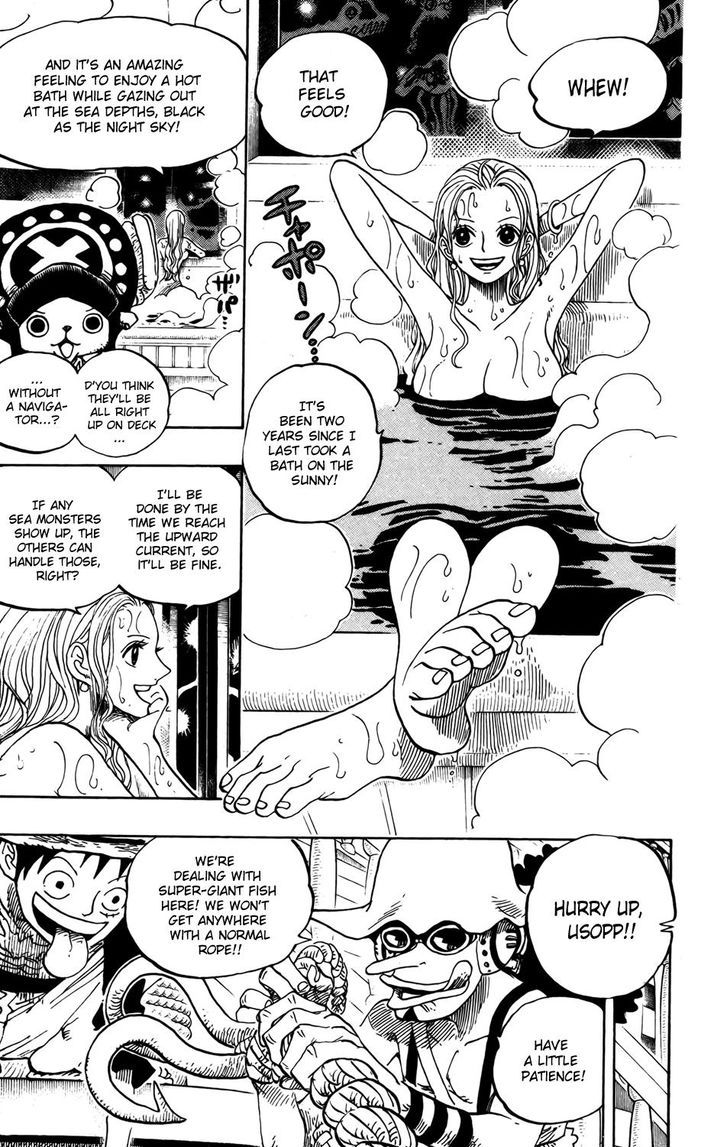 WHEW!
THAT
FEELS
GOOD!
チャポーン…
IT'S
BEEN TWO
YEARS SINCE I
LAST TOOK A
BATH ON THE
SUNNY!
AND IT'S AN AMAZING
FEELING TO ENJOY A HOT
BATH WHILE GAZING OUT
AT THE SEA DEPTHS, BLACK
AS THE NIGHT SKY!
D'YOU THINK
THEY'LL BE
ALL RIGHT
UP ON DECK
...
...
WITHOUT
A NAVIGA-
TOR...?
I'LL BE
DONE BY THE
TIME WE REACH
THE UPWARD
CURRENT, SO
IT'LL BE FINE.
IF ANY
SEA MONSTERS
SHOW UP, THE
OTHERS CAN
HANDLE THOSE,
RIGHT?
HURRY UP,
USOPP!!
HAVE
A LITTLE
PATIENCE!
WE'RE
DEALING WITH
SUPER-GIANT FISH
HERE! WE WON'T
GET ANYWHERE
WITH A NORMAL
ROPE!!